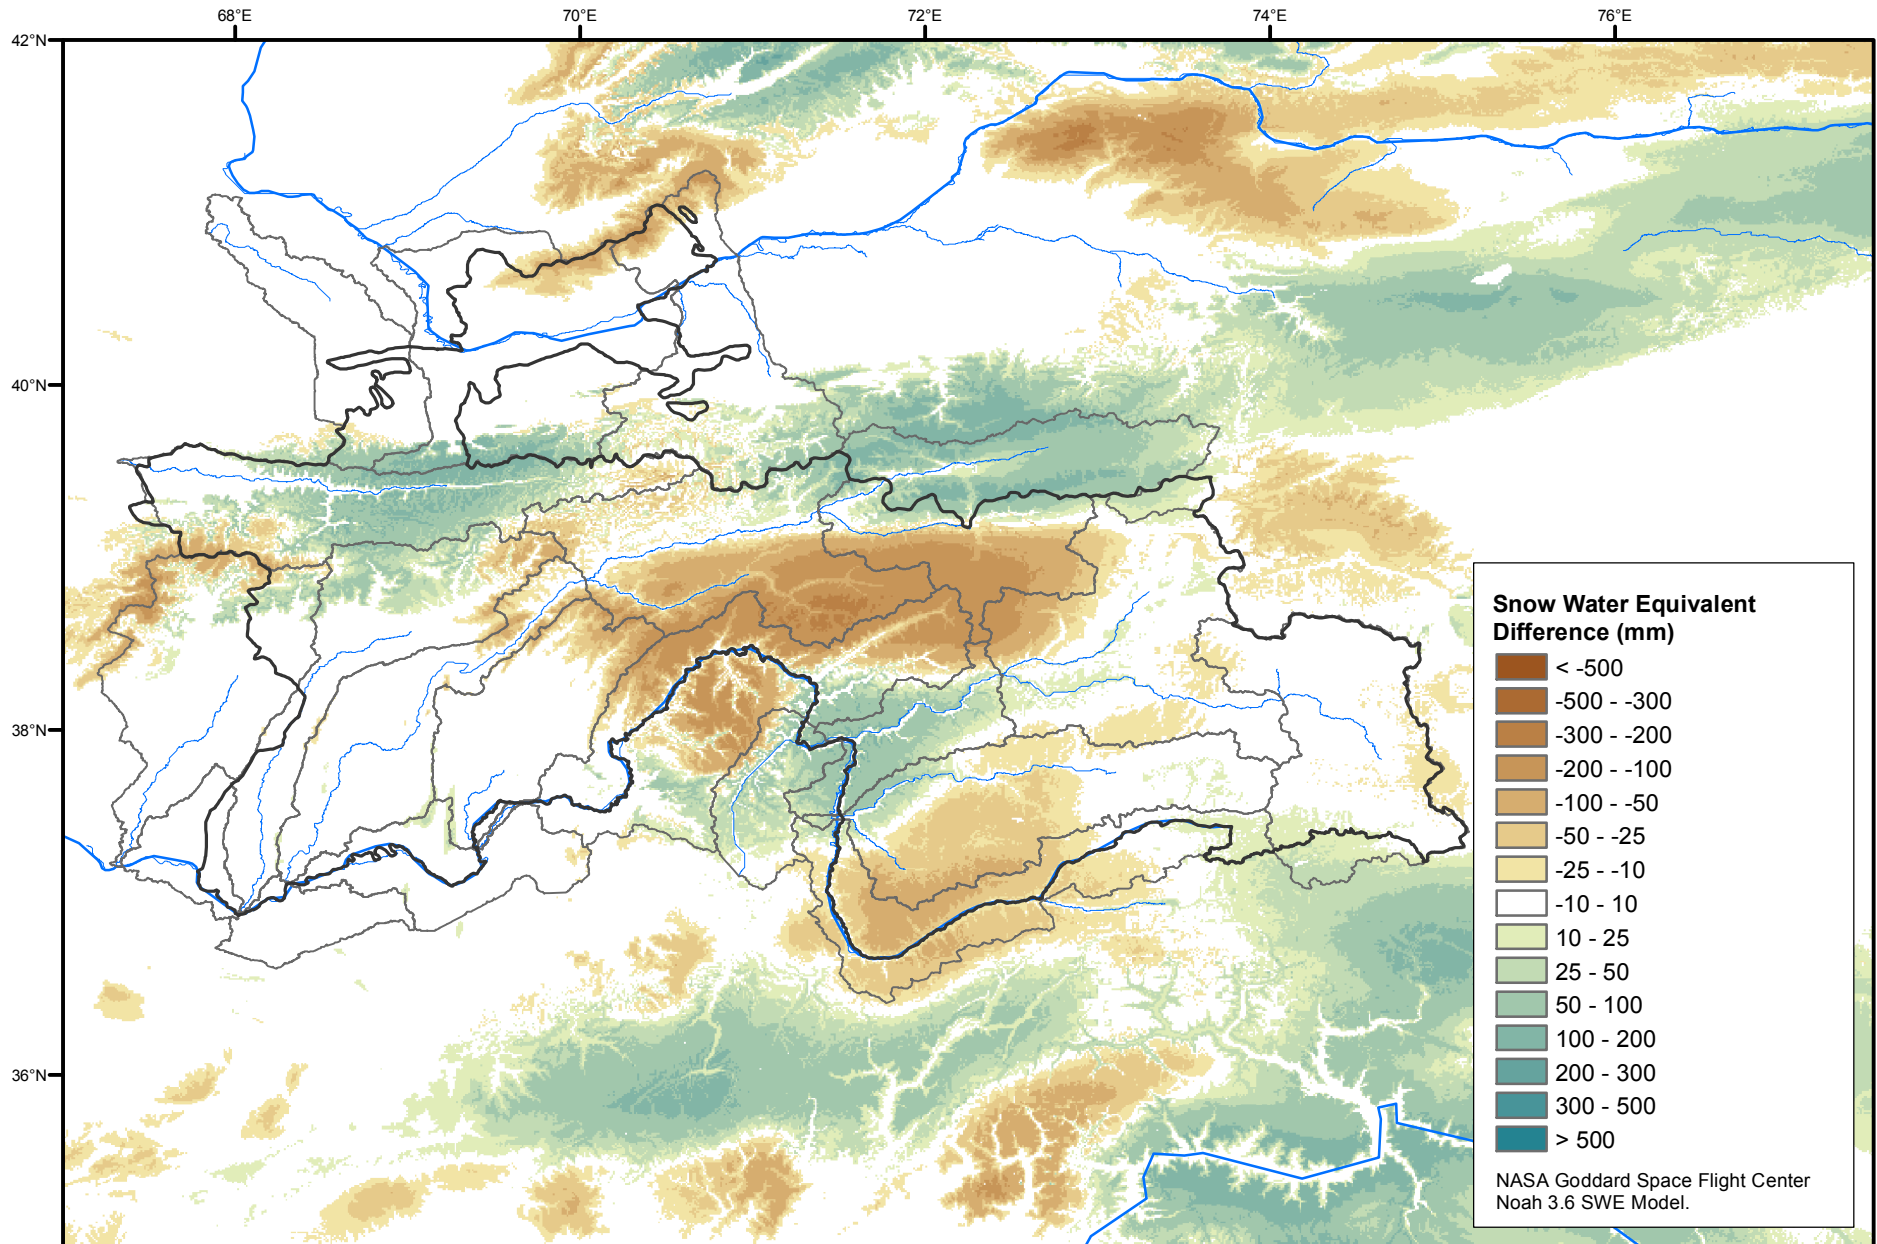 68°E
70°E
72°E
74°E
76°E
42°N
40°N
38°N
36°N
Snow Water Equivalent
Difference (mm)
< -500
-500 - -300
-300 - -200
-200 - -100
-100 - -50
-50 - -25
-25 - -10
-10 - 10
10 - 25
25 - 50
50 - 100
100 - 200
200 - 300
300 - 500
> 500
NASA Goddard Space Flight Center
Noah 3.6 SWE Model.